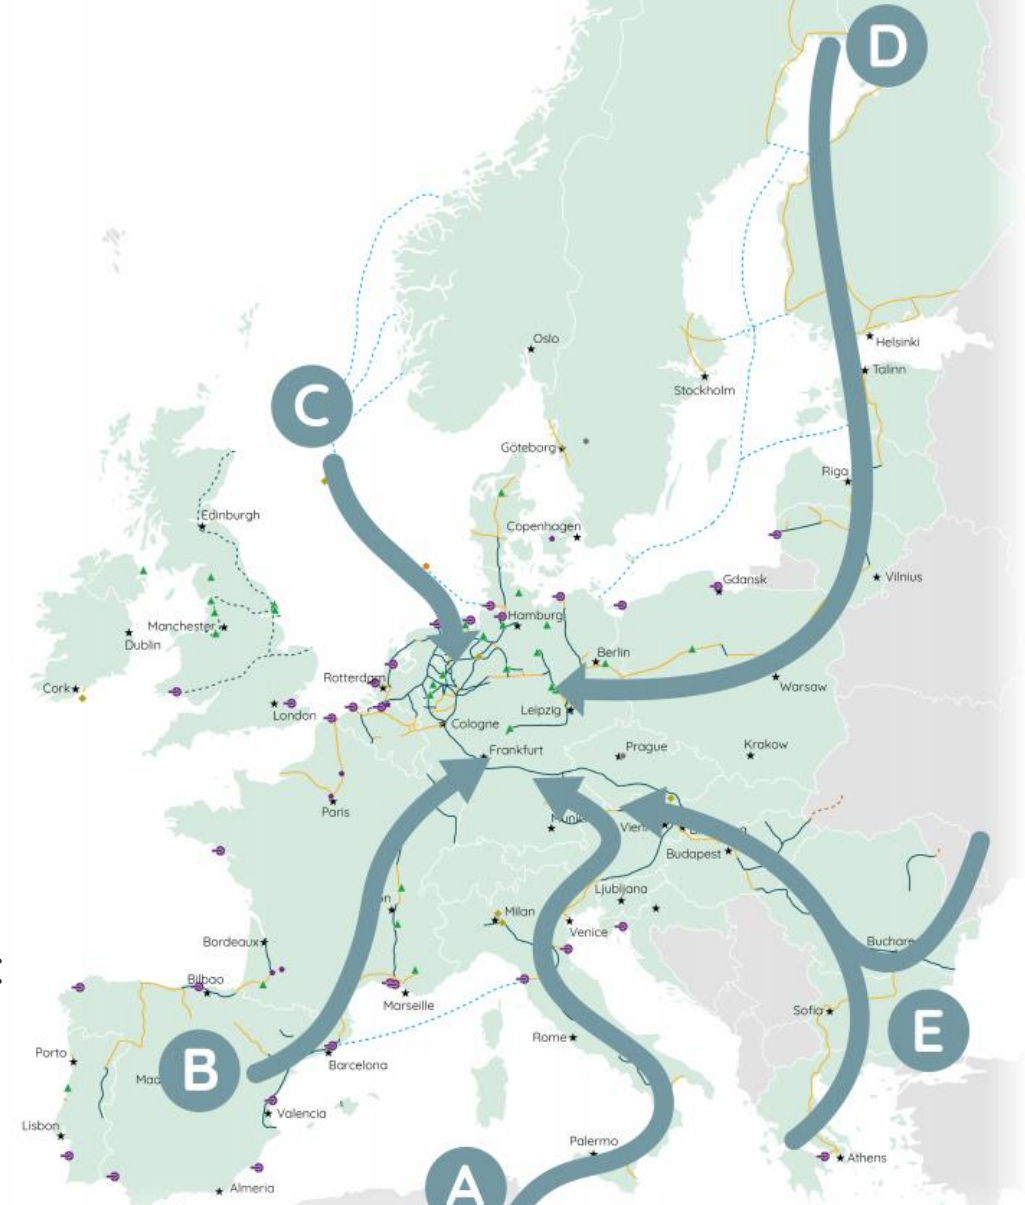 D
Oslo
Helsinki
Talinn
Stockholm
C
Göteborg
Riga
Edinburgh
Copenhagen
Vilnius
Gdansk
Hamburg
Manchester
Dublin
Berlin
Rotterdam
Warsaw
Cork
London
Leipzig
Cologne
Frankfurt
Prague
Krakow
Paris
Budapest
Ljubljana
Milan
Venice
Bordeaux
Bilbao
Marseille
Sofia
E
Rome
Porto
B
Barcelona
Valencia
Lisbon
Palermo
Athens
A
Almeria